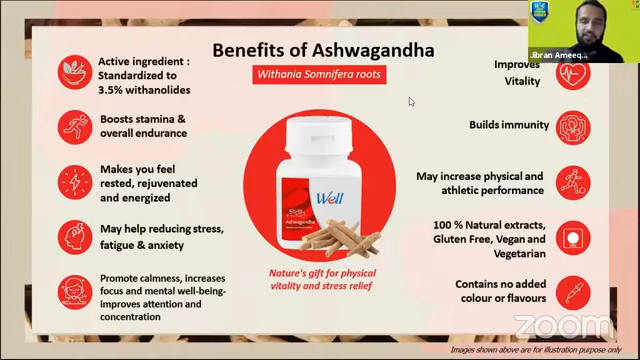 Benefits of Ashwagandha
Withania Somnifera roots
Active ingredient :
Standardized to
3.5% withanolides
Boosts stamina &
overall endurance
Makes you feel
rested, rejuvenated
and energized
May help reducing stress,
fatigue & anxiety
Promote calmness, increases
focus and mental well-being-
improves attention and
concentration
Well
Ashwagandha
Nature's gift for physical
vitality and stress relief
Jibran Ameeq...
Improves
Vitality
Builds immunity
May increase physical and
athletic performance
100 % Natural extracts,
Gluten Free, Vegan and
Vegetarian
Contains no added
colour or flavours
zoom
Images shown above are for illustration purpose only